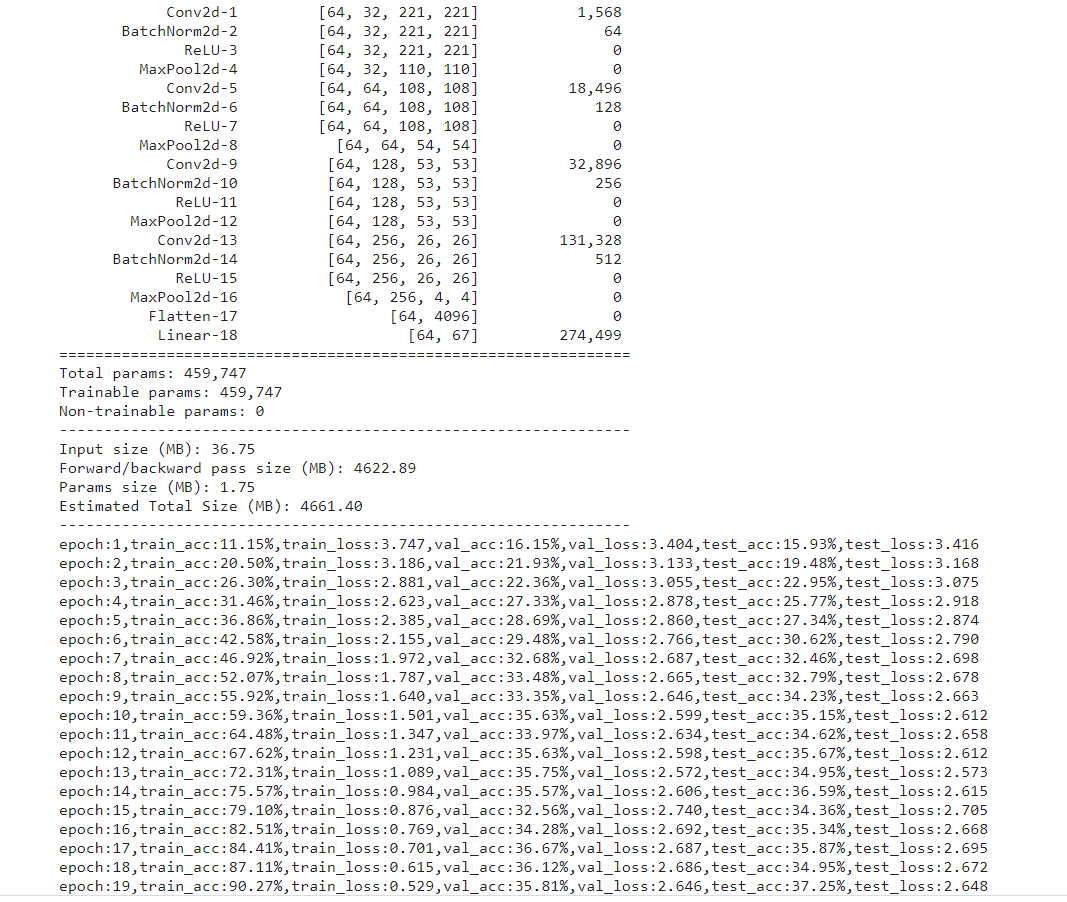 Conv2d-1 [64, 32, 221, 221] 1,568
BatchNorm2d-2 [64, 32, 221, 221] 64
ReLU-3 [64, 32, 221, 221] 0
MaxPool2d-4 [64, 32, 110, 110] 0
Conv2d-5 [64, 64, 108, 108] 18,496
BatchNorm2d-6 [64, 64, 108, 108] 128
ReLU-7 [64, 64, 108, 108] 0
MaxPool2d-8 [64, 64, 54, 54] 0
Conv2d-9 [64, 128, 53, 53] 32,896
BatchNorm2d-10 [64, 128, 53, 53] 256
ReLU-11 [64, 128, 53, 53] 0
MaxPool2d-12 [64, 128, 53, 53] 0
Conv2d-13 [64, 256, 26, 26] 131,328
BatchNorm2d-14 [64, 256, 26, 26] 512
ReLU-15 [64, 256, 26, 26] 0
MaxPool2d-16 [64, 256, 4, 4] 0
Flatten-17 [64, 4096] 0
Linear-18 [64, 67] 274,499
================================================================
Total params: 459,747
Trainable params: 459,747
Non-trainable params: 0
----------------------------------------------------------------
Input size (MB): 36.75
Forward/backward pass size (MB): 4622.89
Params size (MB): 1.75
Estimated Total Size (MB): 4661.40
----------------------------------------------------------------
epoch:1,train_acc:11.15%,train_loss:3.747,val_acc:16.15%,val_loss:3.404,test_acc:15.93%,test_loss:3.416
epoch:2,train_acc:20.50%,train_loss:3.186,val_acc:21.93%,val_loss:3.133,test_acc:19.48%,test_loss:3.168
epoch:3,train_acc:26.30%,train_loss:2.881,val_acc:22.36%,val_loss:3.055,test_acc:22.95%,test_loss:3.075
epoch:4,train_acc:31.46%,train_loss:2.623,val_acc:27.33%,val_loss:2.878,test_acc:25.77%,test_loss:2.918
epoch:5,train_acc:36.86%,train_loss:2.385,val_acc:28.69%,val_loss:2.860,test_acc:27.34%,test_loss:2.874
epoch:6,train_acc:42.58%,train_loss:2.155,val_acc:29.48%,val_loss:2.766,test_acc:30.62%,test_loss:2.790
epoch:7,train_acc:46.92%,train_loss:1.972,val_acc:32.68%,val_loss:2.687,test_acc:32.46%,test_loss:2.698
epoch:8,train_acc:52.07%,train_loss:1.787,val_acc:33.48%,val_loss:2.665,test_acc:32.79%,test_loss:2.678
epoch:9,train_acc:55.92%,train_loss:1.640,val_acc:33.35%,val_loss:2.646,test_acc:34.23%,test_loss:2.663
epoch:10,train_acc:59.36%,train_loss:1.501,val_acc:35.63%,val_loss:2.599,test_acc:35.15%,test_loss:2.612
epoch:11,train_acc:64.48%,train_loss:1.347,val_acc:33.97%,val_loss:2.634,test_acc:34.62%,test_loss:2.658
epoch:12,train_acc:67.62%,train_loss:1.231,val_acc:35.63%,val_loss:2.598,test_acc:35.67%,test_loss:2.612
epoch:13,train_acc:72.31%,train_loss:1.089,val_acc:35.75%,val_loss:2.572,test_acc:34.95%,test_loss:2.573
epoch:14,train_acc:75.57%,train_loss:0.984,val_acc:35.57%,val_loss:2.606,test_acc:36.59%,test_loss:2.615
epoch:15,train_acc:79.10%,train_loss:0.876,val_acc:32.56%,val_loss:2.740,test_acc:34.36%,test_loss:2.705
epoch:16,train_acc:82.51%,train_loss:0.769,val_acc:34.28%,val_loss:2.692,test_acc:35.34%,test_loss:2.668
epoch:17,train_acc:84.41%,train_loss:0.701,val_acc:36.67%,val_loss:2.687,test_acc:35.87%,test_loss:2.695
epoch:18,train_acc:87.11%,train_loss:0.615,val_acc:36.12%,val_loss:2.686,test_acc:34.95%,test_loss:2.672
epoch:19,train_acc:90.27%,train_loss:0.529,val_acc:35.81%,val_loss:2.646,test_acc:37.25%,test_loss:2.648